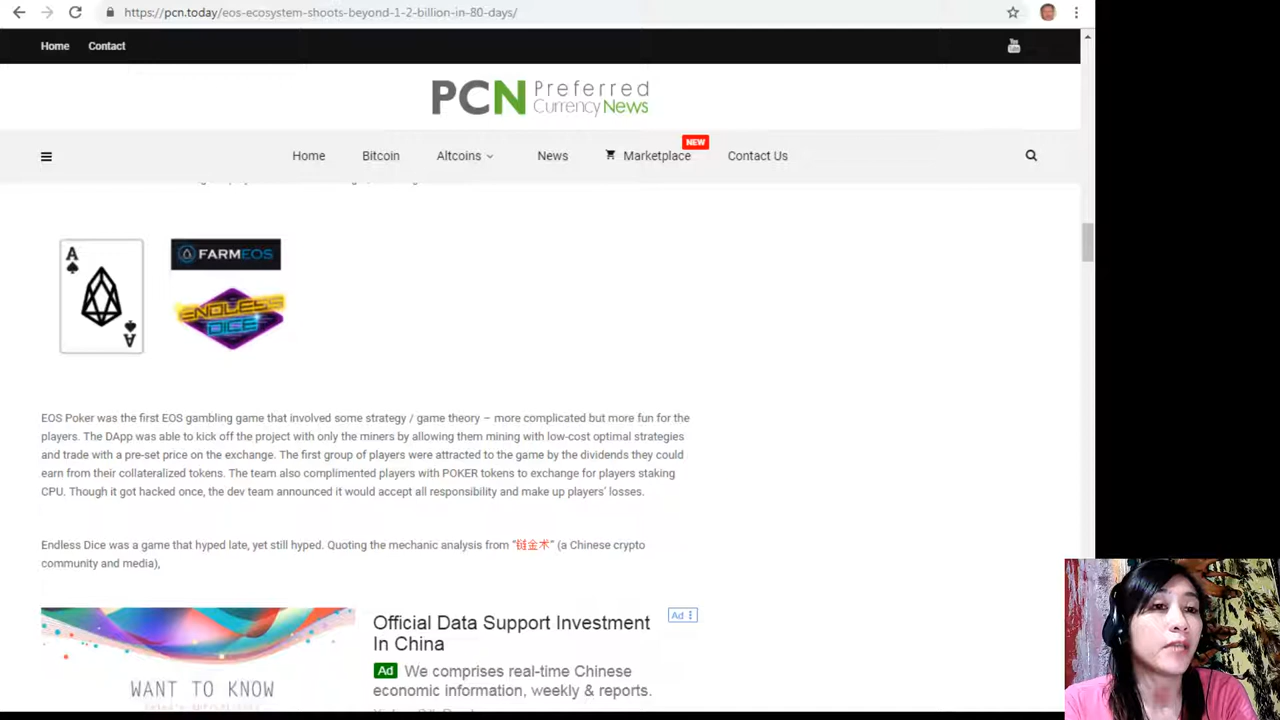 https://pcn.today/eos-ecosystem-shoots-beyond-1-2-billion-in-80-days/
Home Contact
You Tube
PCN Preferred Currency News
NEW
Home Bitcoin Altcoins News Marketplace Contact Us
A
FARMEOS
ENDLESS
DICE
A
EOS Poker was the first EOS gambling game that involved some strategy / game theory – more complicated but more fun for the
players. The DApp was able to kick off the project with only the miners by allowing them mining with low-cost optimal strategies
and trade with a pre-set price on the exchange. The first group of players were attracted to the game by the dividends they could
earn from their collateralized tokens. The team also complimented players with POKER tokens to exchange for players staking
CPU. Though it got hacked once, the dev team announced it would accept all responsibility and make up players’ losses.
Endless Dice was a game that hyped late, yet still hyped. Quoting the mechanic analysis from “链金术” (a Chinese crypto
community and media),
Official Data Support Investment
In China
Ad
Ad We comprises real-time Chinese
economic information, weekly & reports.
WANT TO KNOW